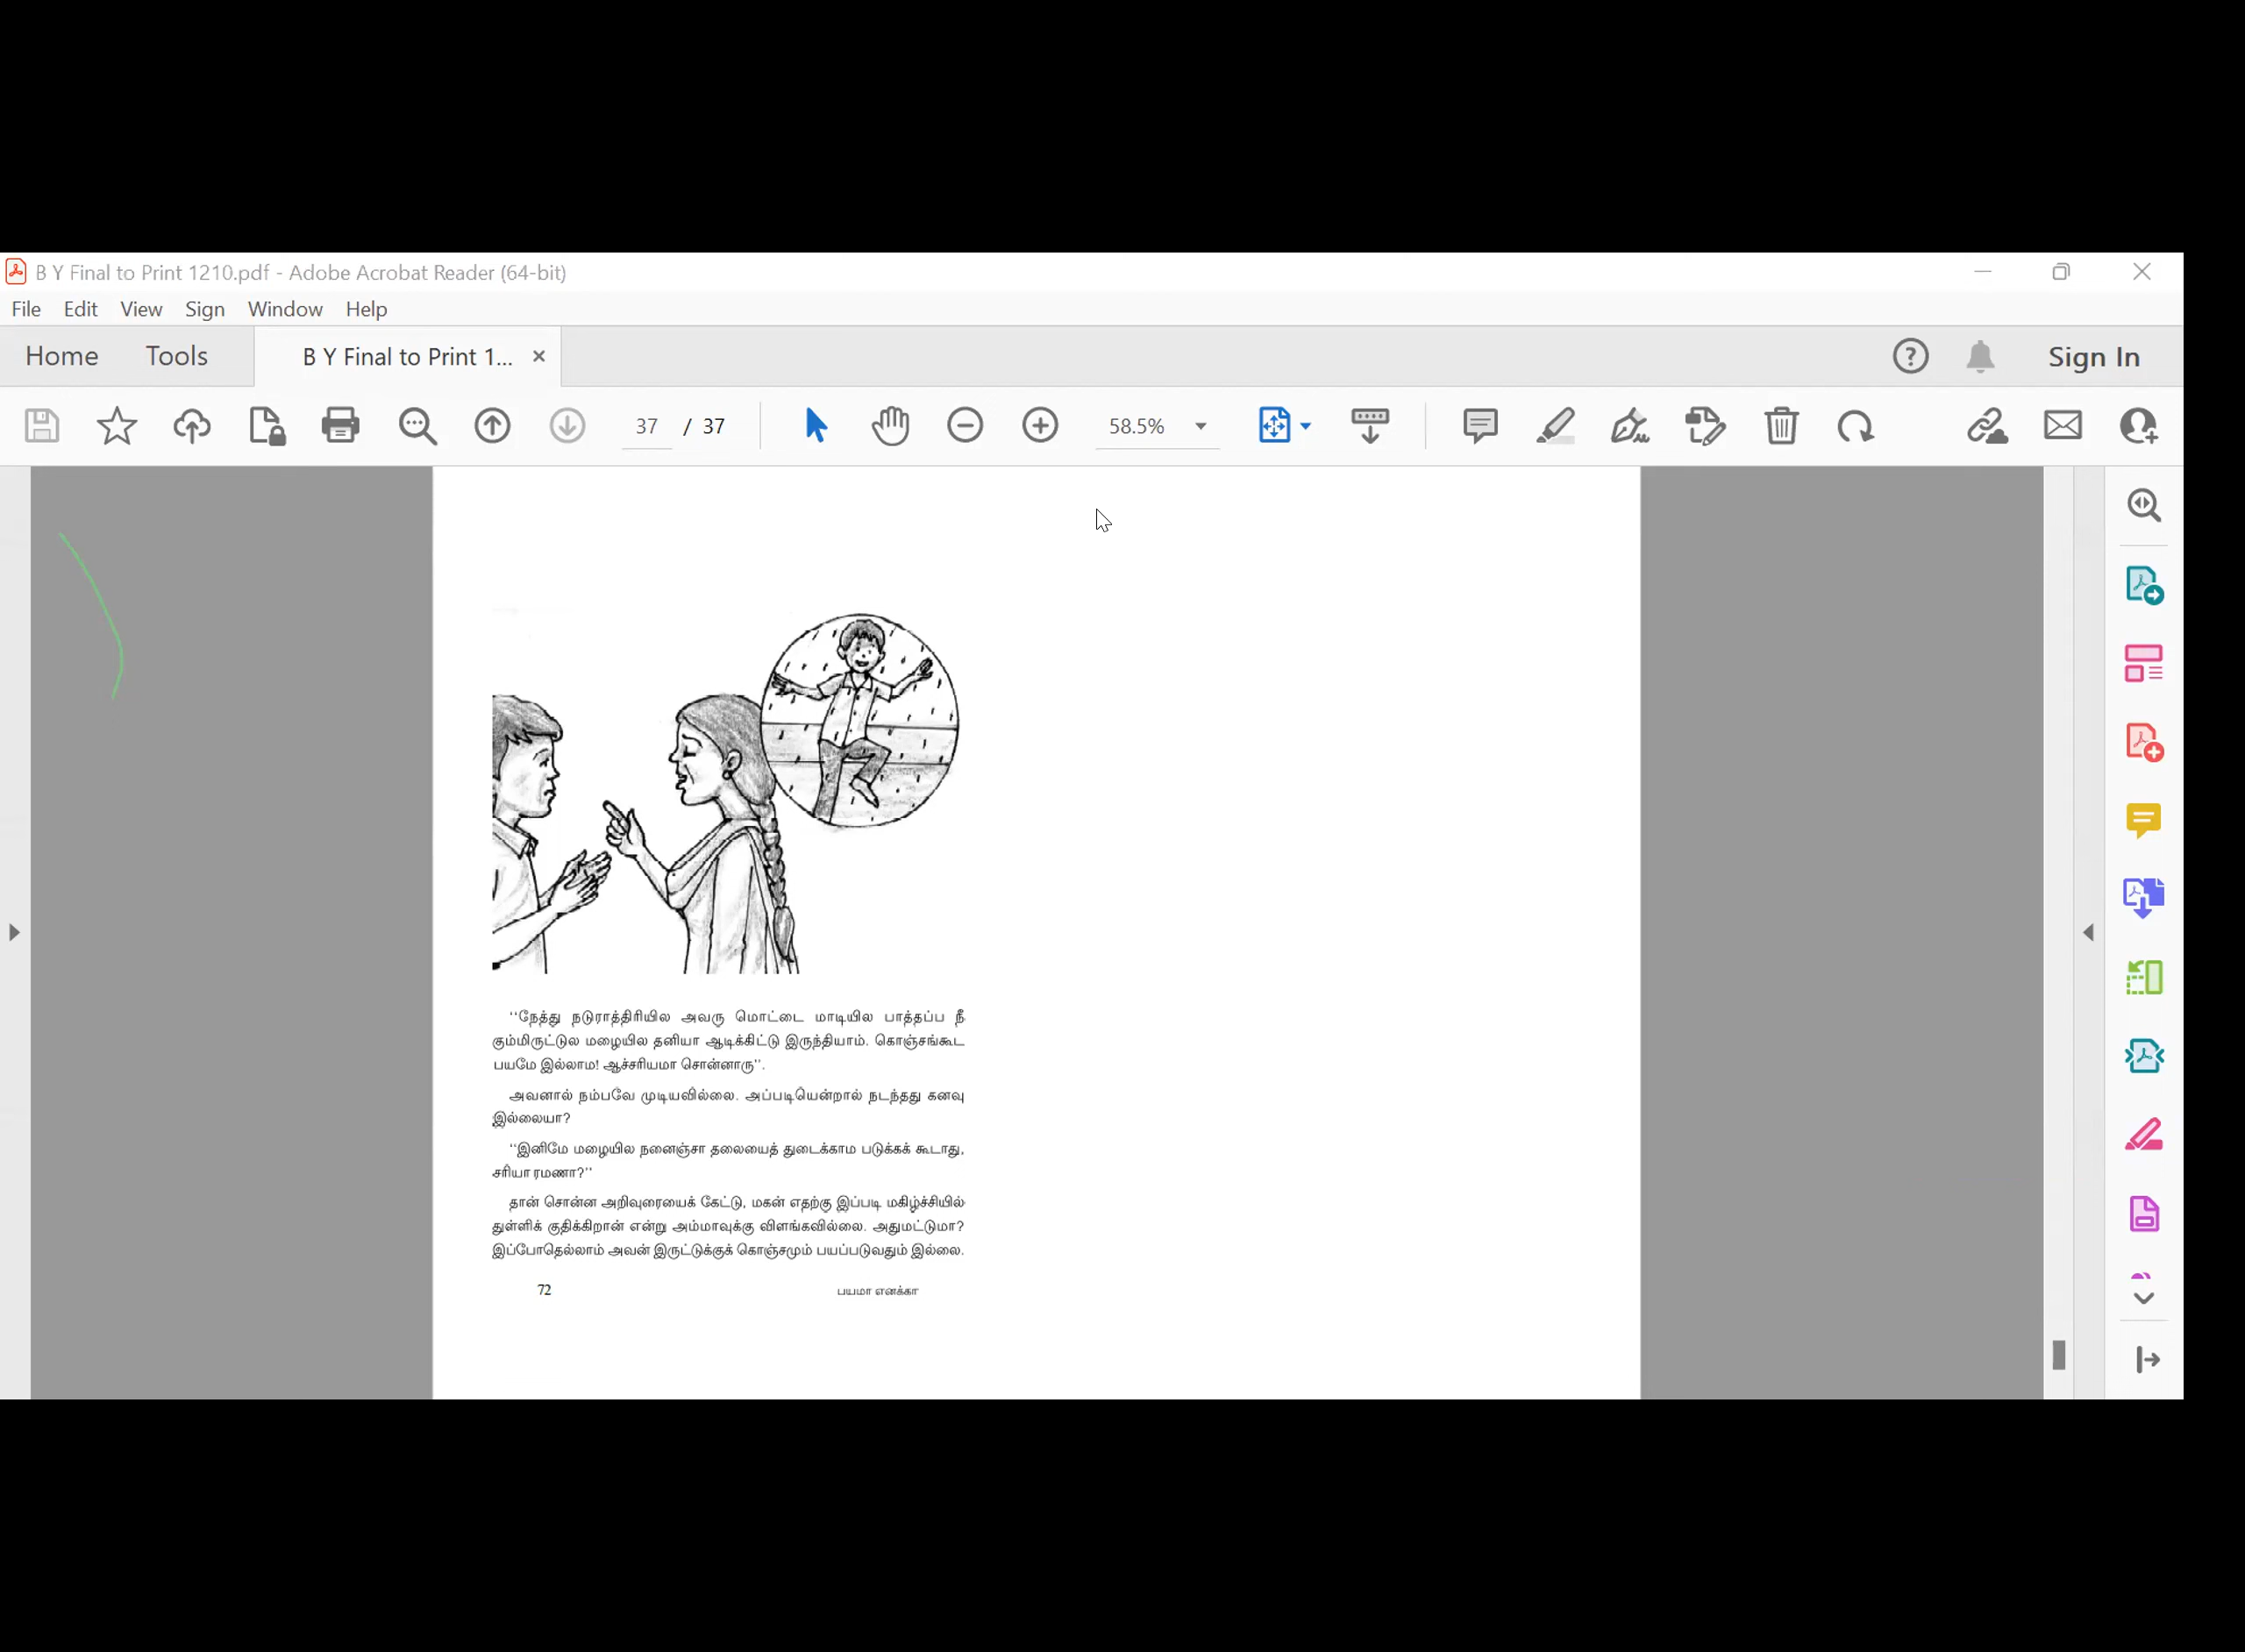 B Y Final to Print 1210.pdf - Adobe Acrobat Reader (64-bit)
File Edit View Sign Window Help
Home Tools B Y Final to Print 1... × Sign In
37 / 37 58.5%
‘‘நேத்து நடுராத்திரியில அவரு மொட்டை மாடியில பாத்தப்ப நீ
கும்மிருட்டுல மழையில தனியா ஆடிக்கிட்டு இருந்தியாம். கொஞ்சங்கூட
பயமே இல்லாம! ஆச்சரியமா சொன்னாரு’’.
அவனால் நம்பவே முடியவில்லை. அப்படியென்றால் நடந்தது கனவு
இல்லையா?
‘‘இனிமே மழையில நனைஞ்சா தலையைத் துடைக்காம படுக்கக் கூடாது,
சரியா ரமணா?’’
தான் சொன்ன அறிவுரையைக் கேட்டு, மகன் எதற்கு இப்படி மகிழ்ச்சியில்
துள்ளிக் குதிக்கிறான் என்று அம்மாவுக்கு விளங்கவில்லை. அதுமட்டுமா?
இப்போதெல்லாம் அவன் இருட்டுக்குக் கொஞ்சமும் பயப்படுவதும் இல்லை.
72 பயமா எனக்கா